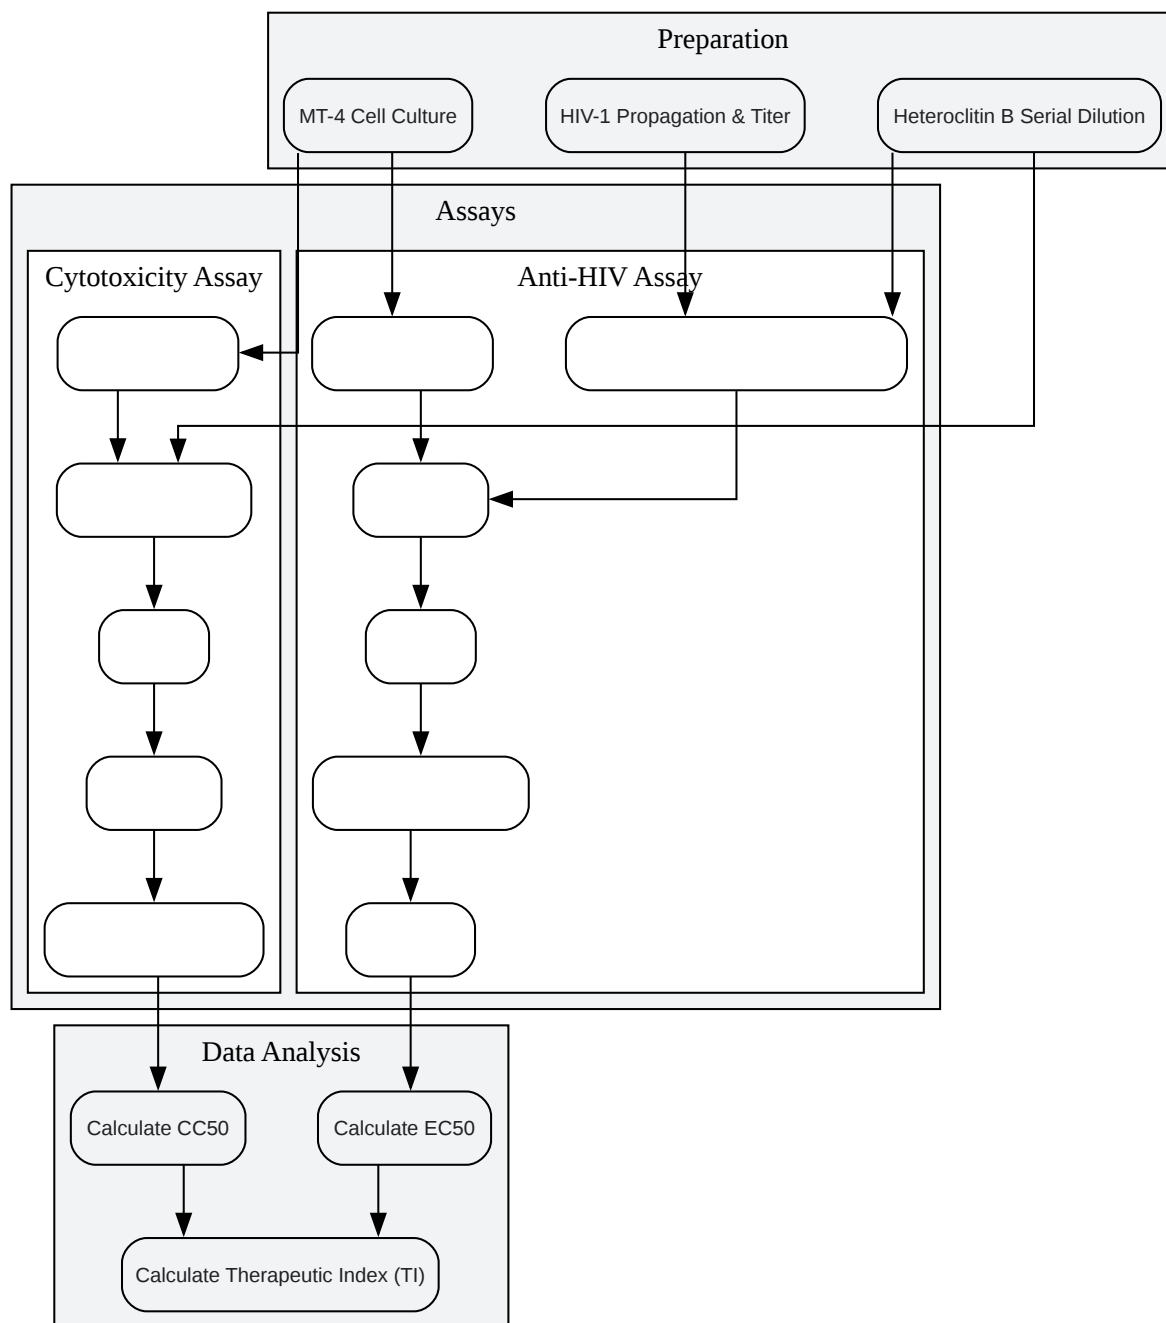 Preparation
MT-4 Cell Culture
HIV-1 Propagation & Titer
Heteroclitin B Serial Dilution
Assays
Cytotoxicity Assay
Anti-HIV Assay
Data Analysis
Calculate CC50
Calculate EC50
Calculate Therapeutic Index (TI)